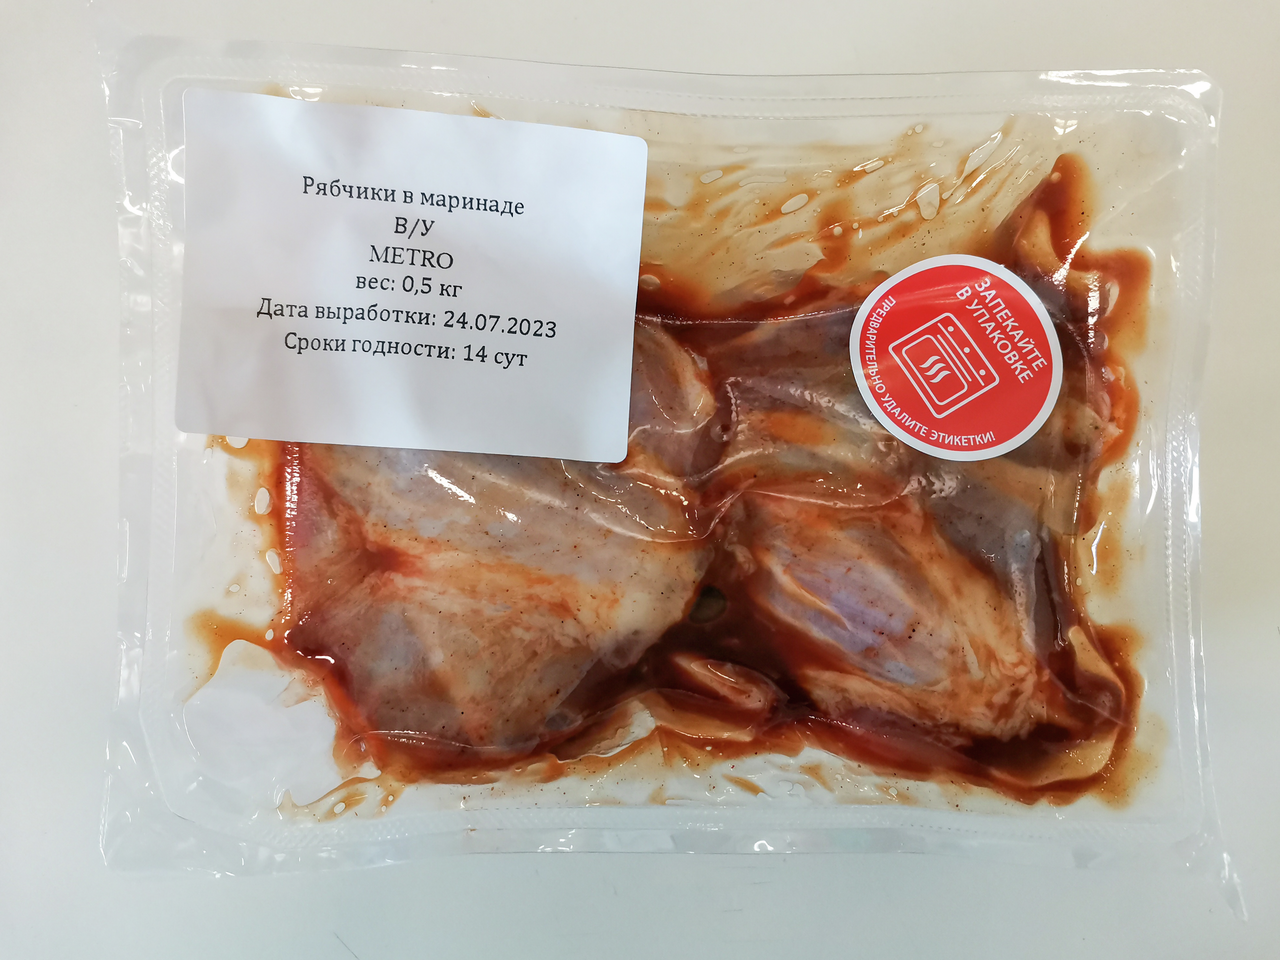 Рябчики в маринаде
В/У
METRO
вес: 0,5 кг
Дата выработки: 24.07.2023
Сроки годности: 14 сут
ЗАПЕКАЙТЕ
В УПАКОВКЕ
ПРЕДВАРИТЕЛЬНО УДАЛИТЕ ЭТИКЕТКИ!